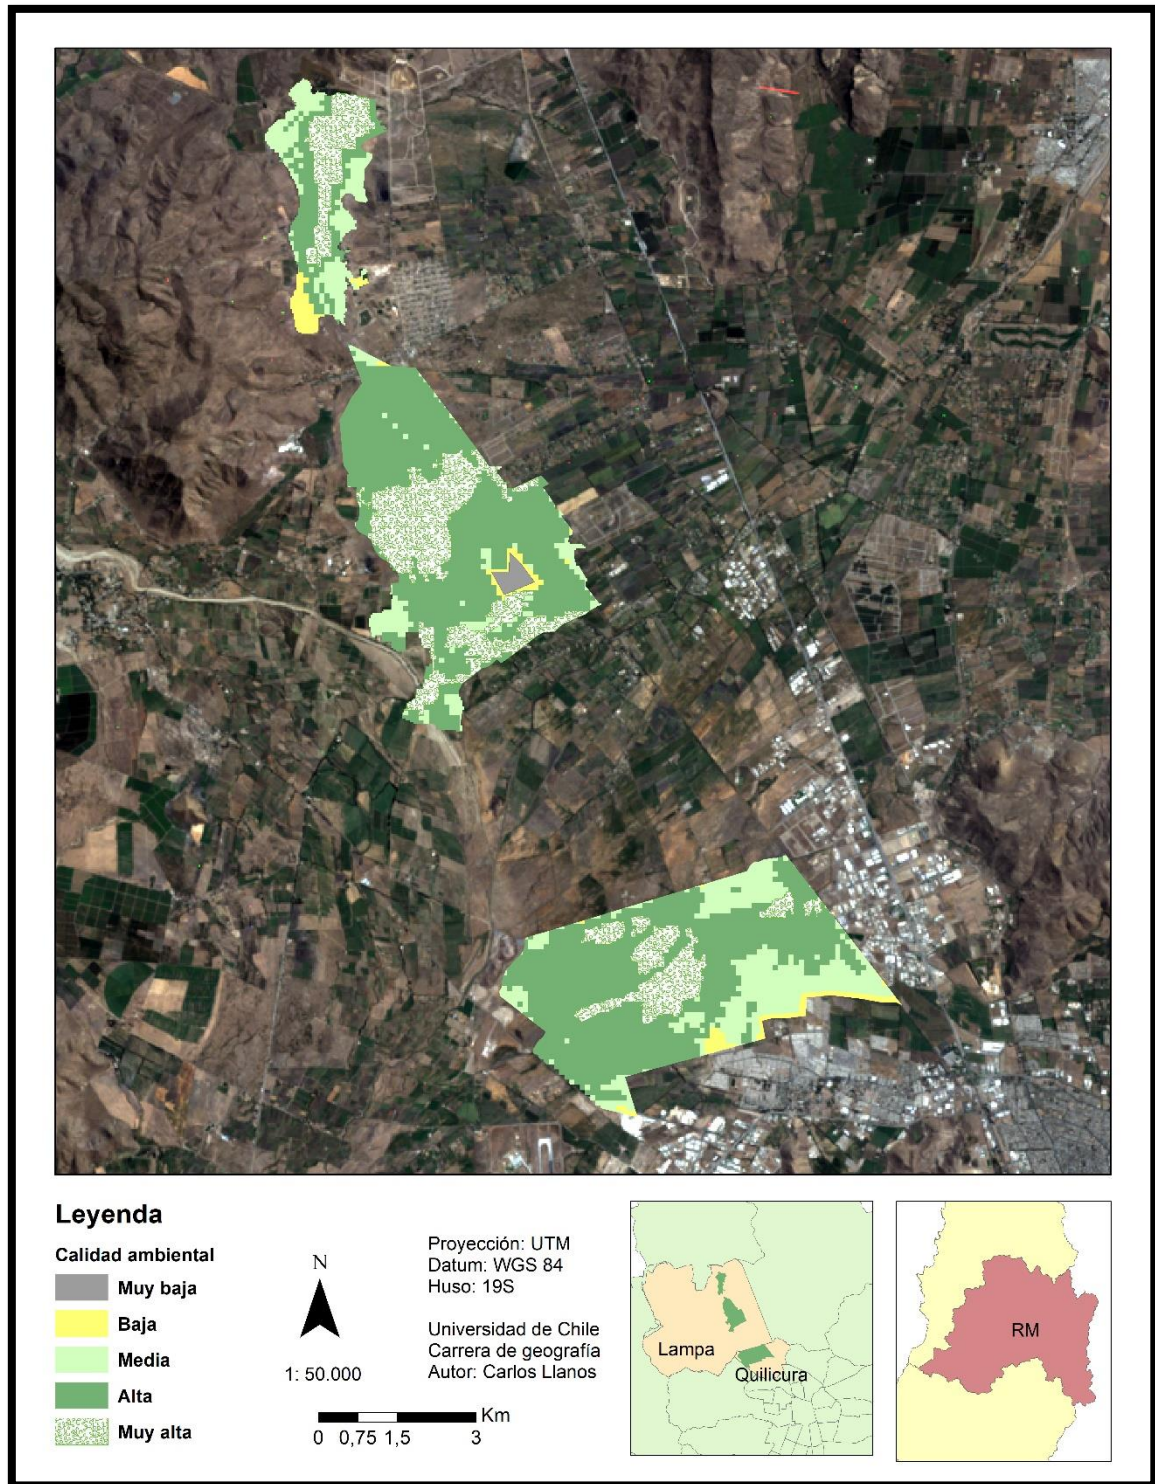 Leyenda
Calidad ambiental
Muy baja
Baja
Media
Alta
Muy alta
N
1: 50.000
Km
0 0,75 1,5 3
Proyección: UTM
Datum: WGS 84
Huso: 19S
Universidad de Chile
Carrera de geografía
Autor: Carlos Llanos
Lampa
Quilicura
RM